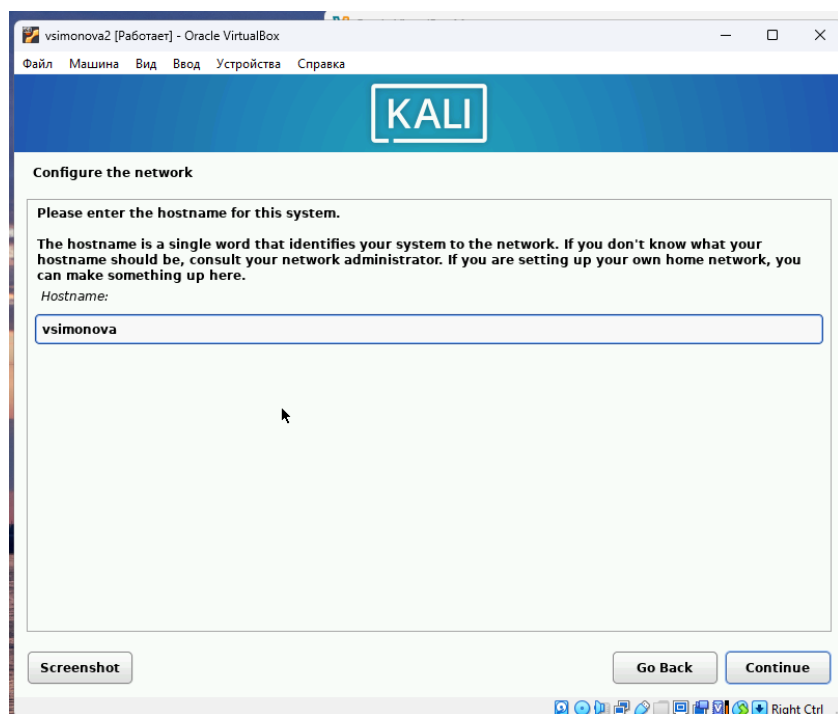 vsimonova2 [Работает] - Oracle VirtualBox
Файл Машина Вид Ввод Устройства Справка
KALI
Configure the network
Please enter the hostname for this system.
The hostname is a single word that identifies your system to the network. If you don't know what your
hostname should be, consult your network administrator. If you are setting up your own home network, you
can make something up here.
Hostname:
vsimonova
Screenshot
Go Back
Continue
Right Ctrl